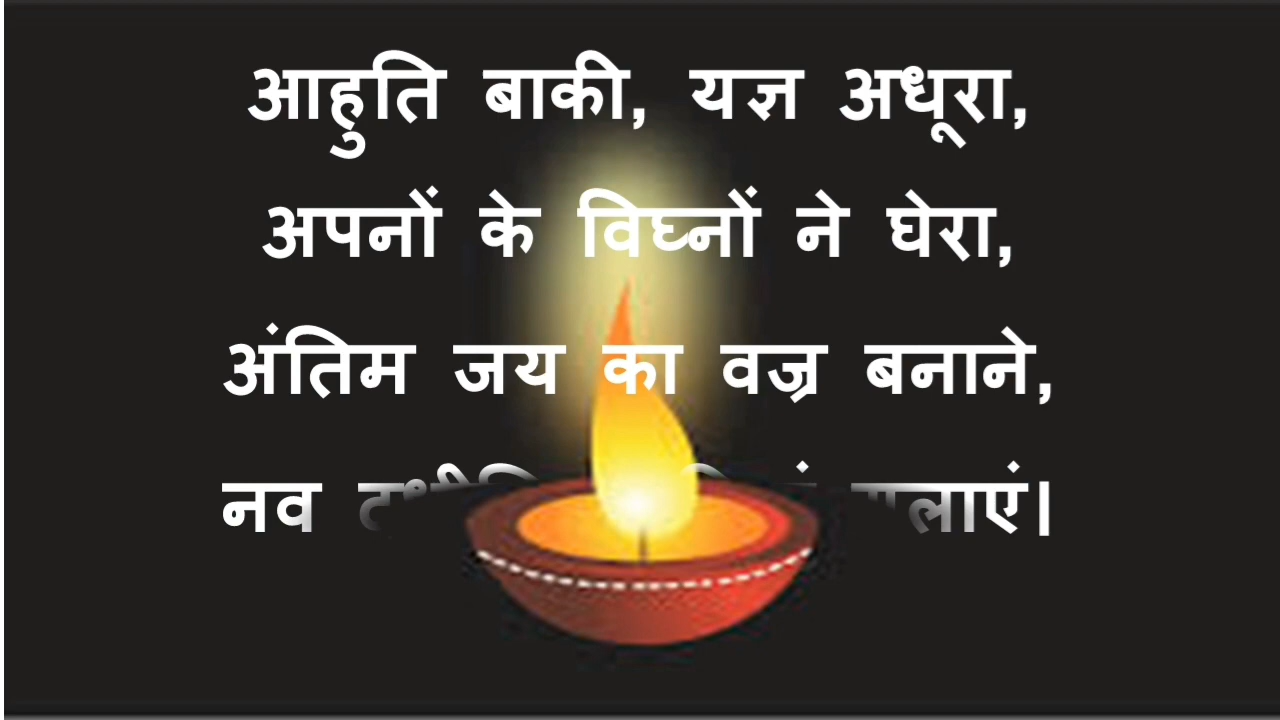 आहुति बाकी, यज्ञ अधूरा,
अपनों के विघ्नों ने घेरा,
अंतिम जय का वज्र बनाने,
नव